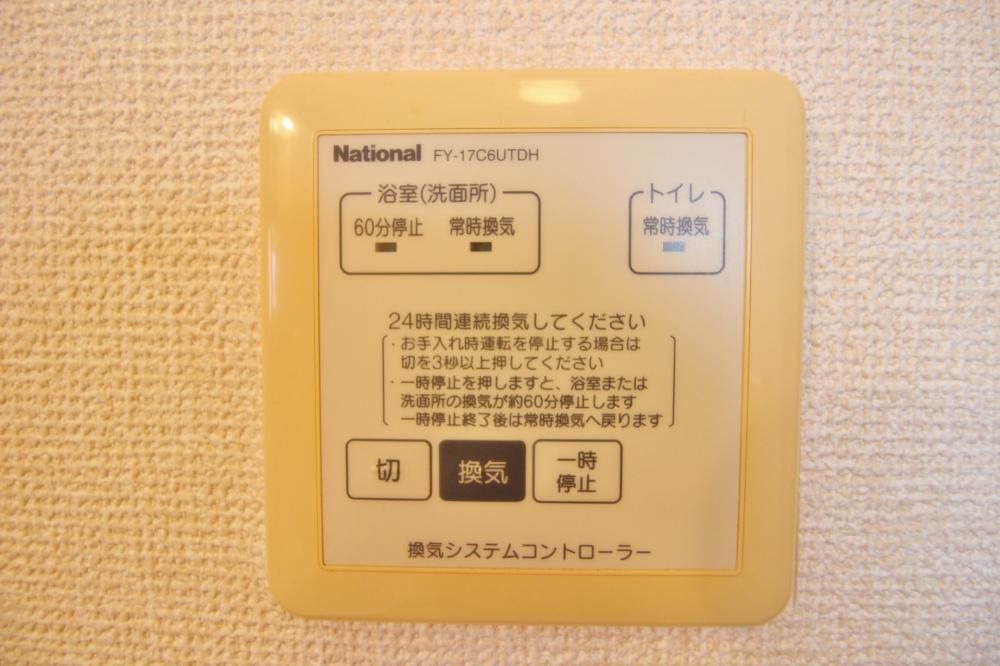 National FY-17C6UTDH
浴室(洗面所)
トイレ
60分停止 常時換気
常時換気
24時間連続換気してください
・お手入れ時運転を停止する場合は
切を3秒以上押してください
・一時停止を押しますと、浴室または
洗面所の換気が約60分停止します
一時停止終了後は常時換気へ戻ります
切
換気
一時
停止
換気システムコントローラー